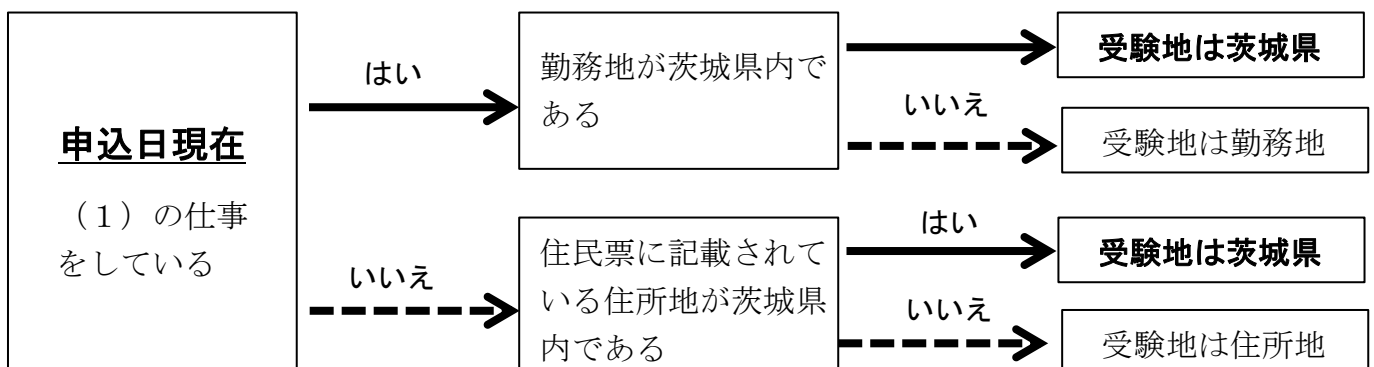 申込日現在
（１）の仕事
をしている
はい
いいえ
勤務地が茨城県内で
ある
受験地は茨城県
いいえ
受験地は勤務地
住民票に記載されて
いる住所地が茨城県
内である
はい
受験地は茨城県
いいえ
受験地は住所地